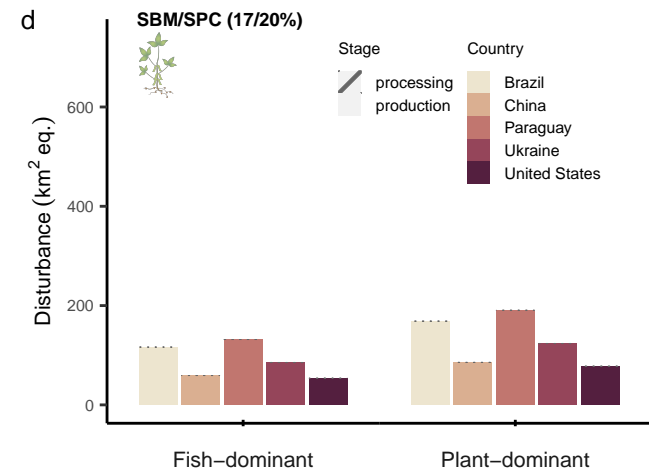 d
SBM/SPC (17/20%)
Stage
processing
production
Country
Brazil
China
Paraguay
Ukraine
United States
Disturbance (km² eq.)
600
400
200
0
Fish−dominant
Plant−dominant